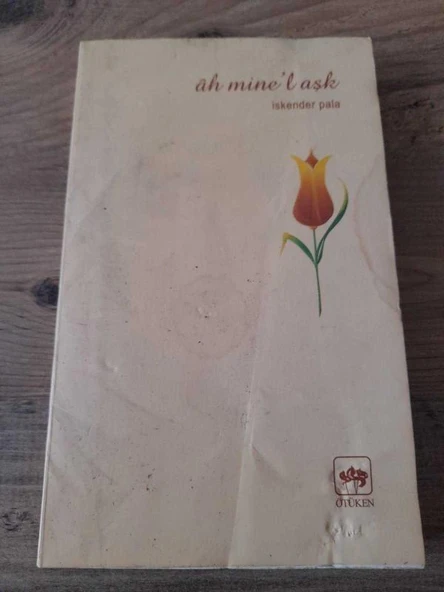 âh mine'l aşk
iskender pala
ÖTÜKEN